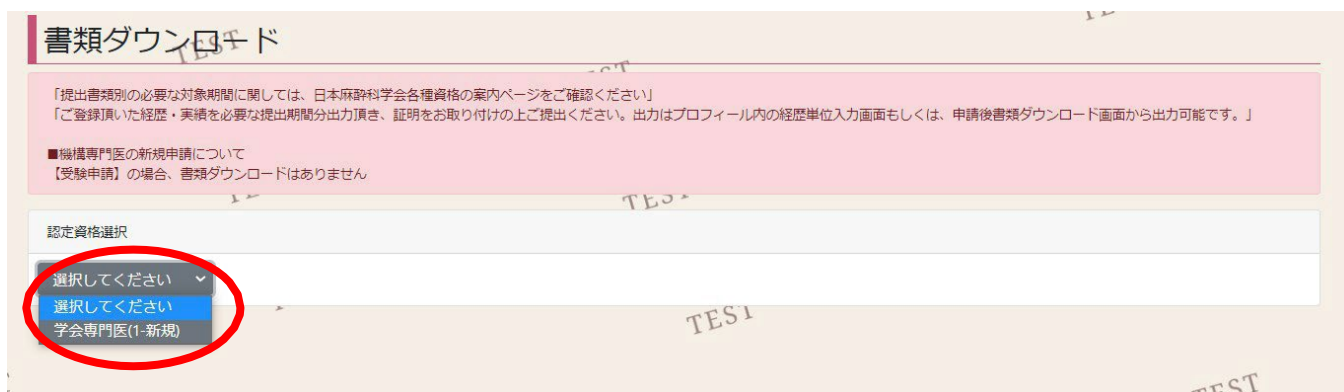 書類ダウンロード
TEST
「提出書類別の必要な対象期間に関しては、日本麻酔科学会各種資格の案内ページをご確認ください」
「ご登録頂いた経歴・実績を必要な提出期間分出力頂き、証明をお取り付けの上ご提出ください。出力はプロフィール内の経歴単位入力画面もしくは、申請後書類ダウンロード画面から出力可能です。」
■機構専門医の新規申請について
【受験申請】の場合、書類ダウンロードはありません
TEST
認定資格選択
選択してください
選択してください
学会専門医(1-新規)
TEST
TEST